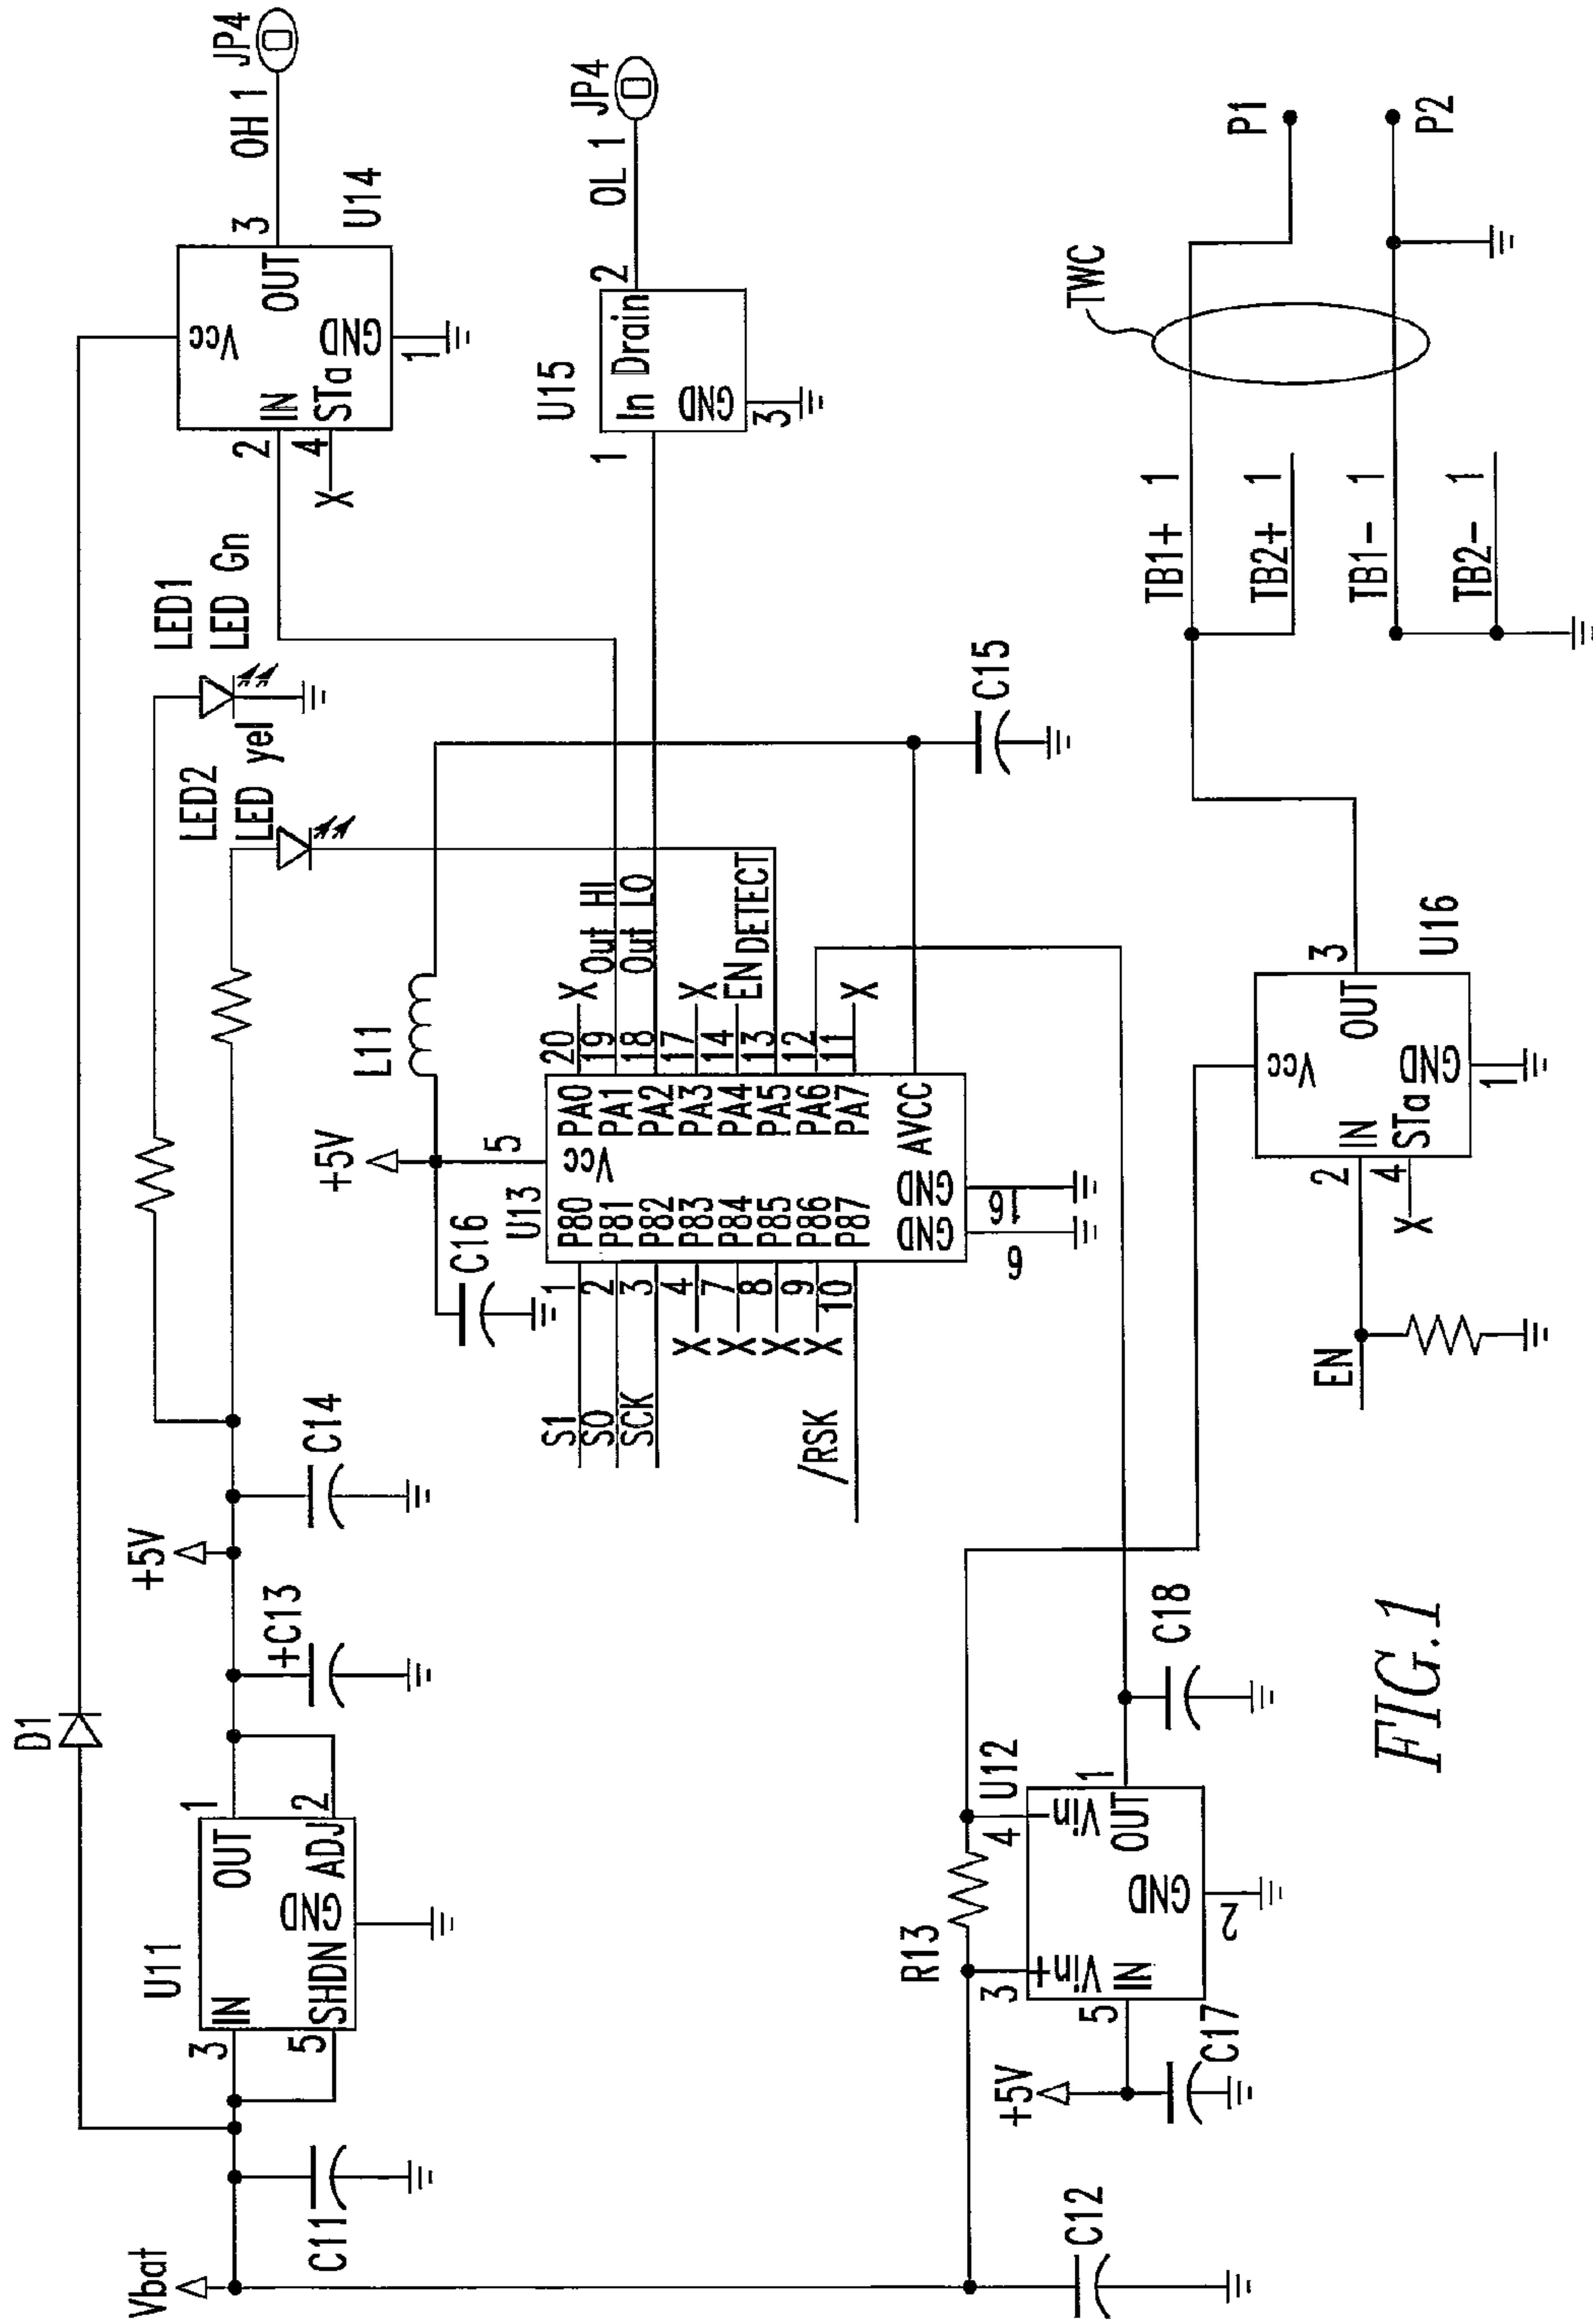 Vbat
C11
D1
U11
3 IN
OUT 1
5 SHDN
GND
ADJ 2
+C13
+5V
C14
LED1
LED Gn
LED2
LED yel
Vcc
2 IN
OUT 3
X 4 STa
GND
1
U14
OH 1
JP4
U15
1 In Drain 2
GND
3
OL 1
JP4
+5V
L11
C16
5
U13
Vcc
S1 1 P80
PA0 20 X
SO 2 P81
PA1 19 Out HI
SCK 3 P82
PA2 18 Out LO
X 4 P83
PA3 17 X
X 7 P84
PA4 14 EN
X 8 P85
PA5 13 DETECT
X 9 P86
PA6 12
/RSK 10 P87
PA7 11 X
GND GND AVCC
6 16
C15
C12
R13
U12
3 Vin+
4 Vin-
+5V
5 IN
OUT 1
GND
2
C17
C18
EN
2 IN
Vcc
OUT 3
X 4 STa
GND
1
U16
TB1+ 1
TB2+ 1
TB1- 1
TB2- 1
TWC
P1
P2
FIG.1